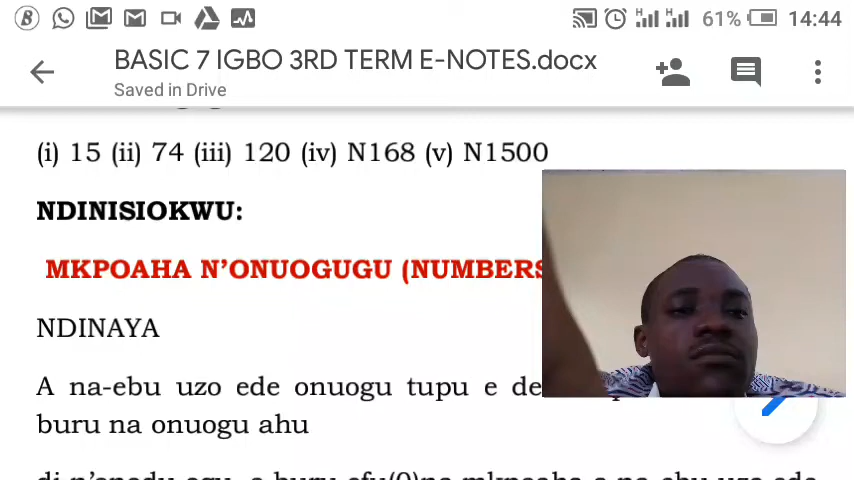 61% 14:44
BASIC 7 IGBO 3RD TERM E-NOTES.docx
Saved in Drive
(i) 15 (ii) 74 (iii) 120 (iv) N168 (v) N1500
NDINISIOKWU:
MKPOAHA N'ONUOGUGU (NUMBERS
NDINAYA
A na-ebu uzo ede onuogu tupu e de
buru na onuogu ahu